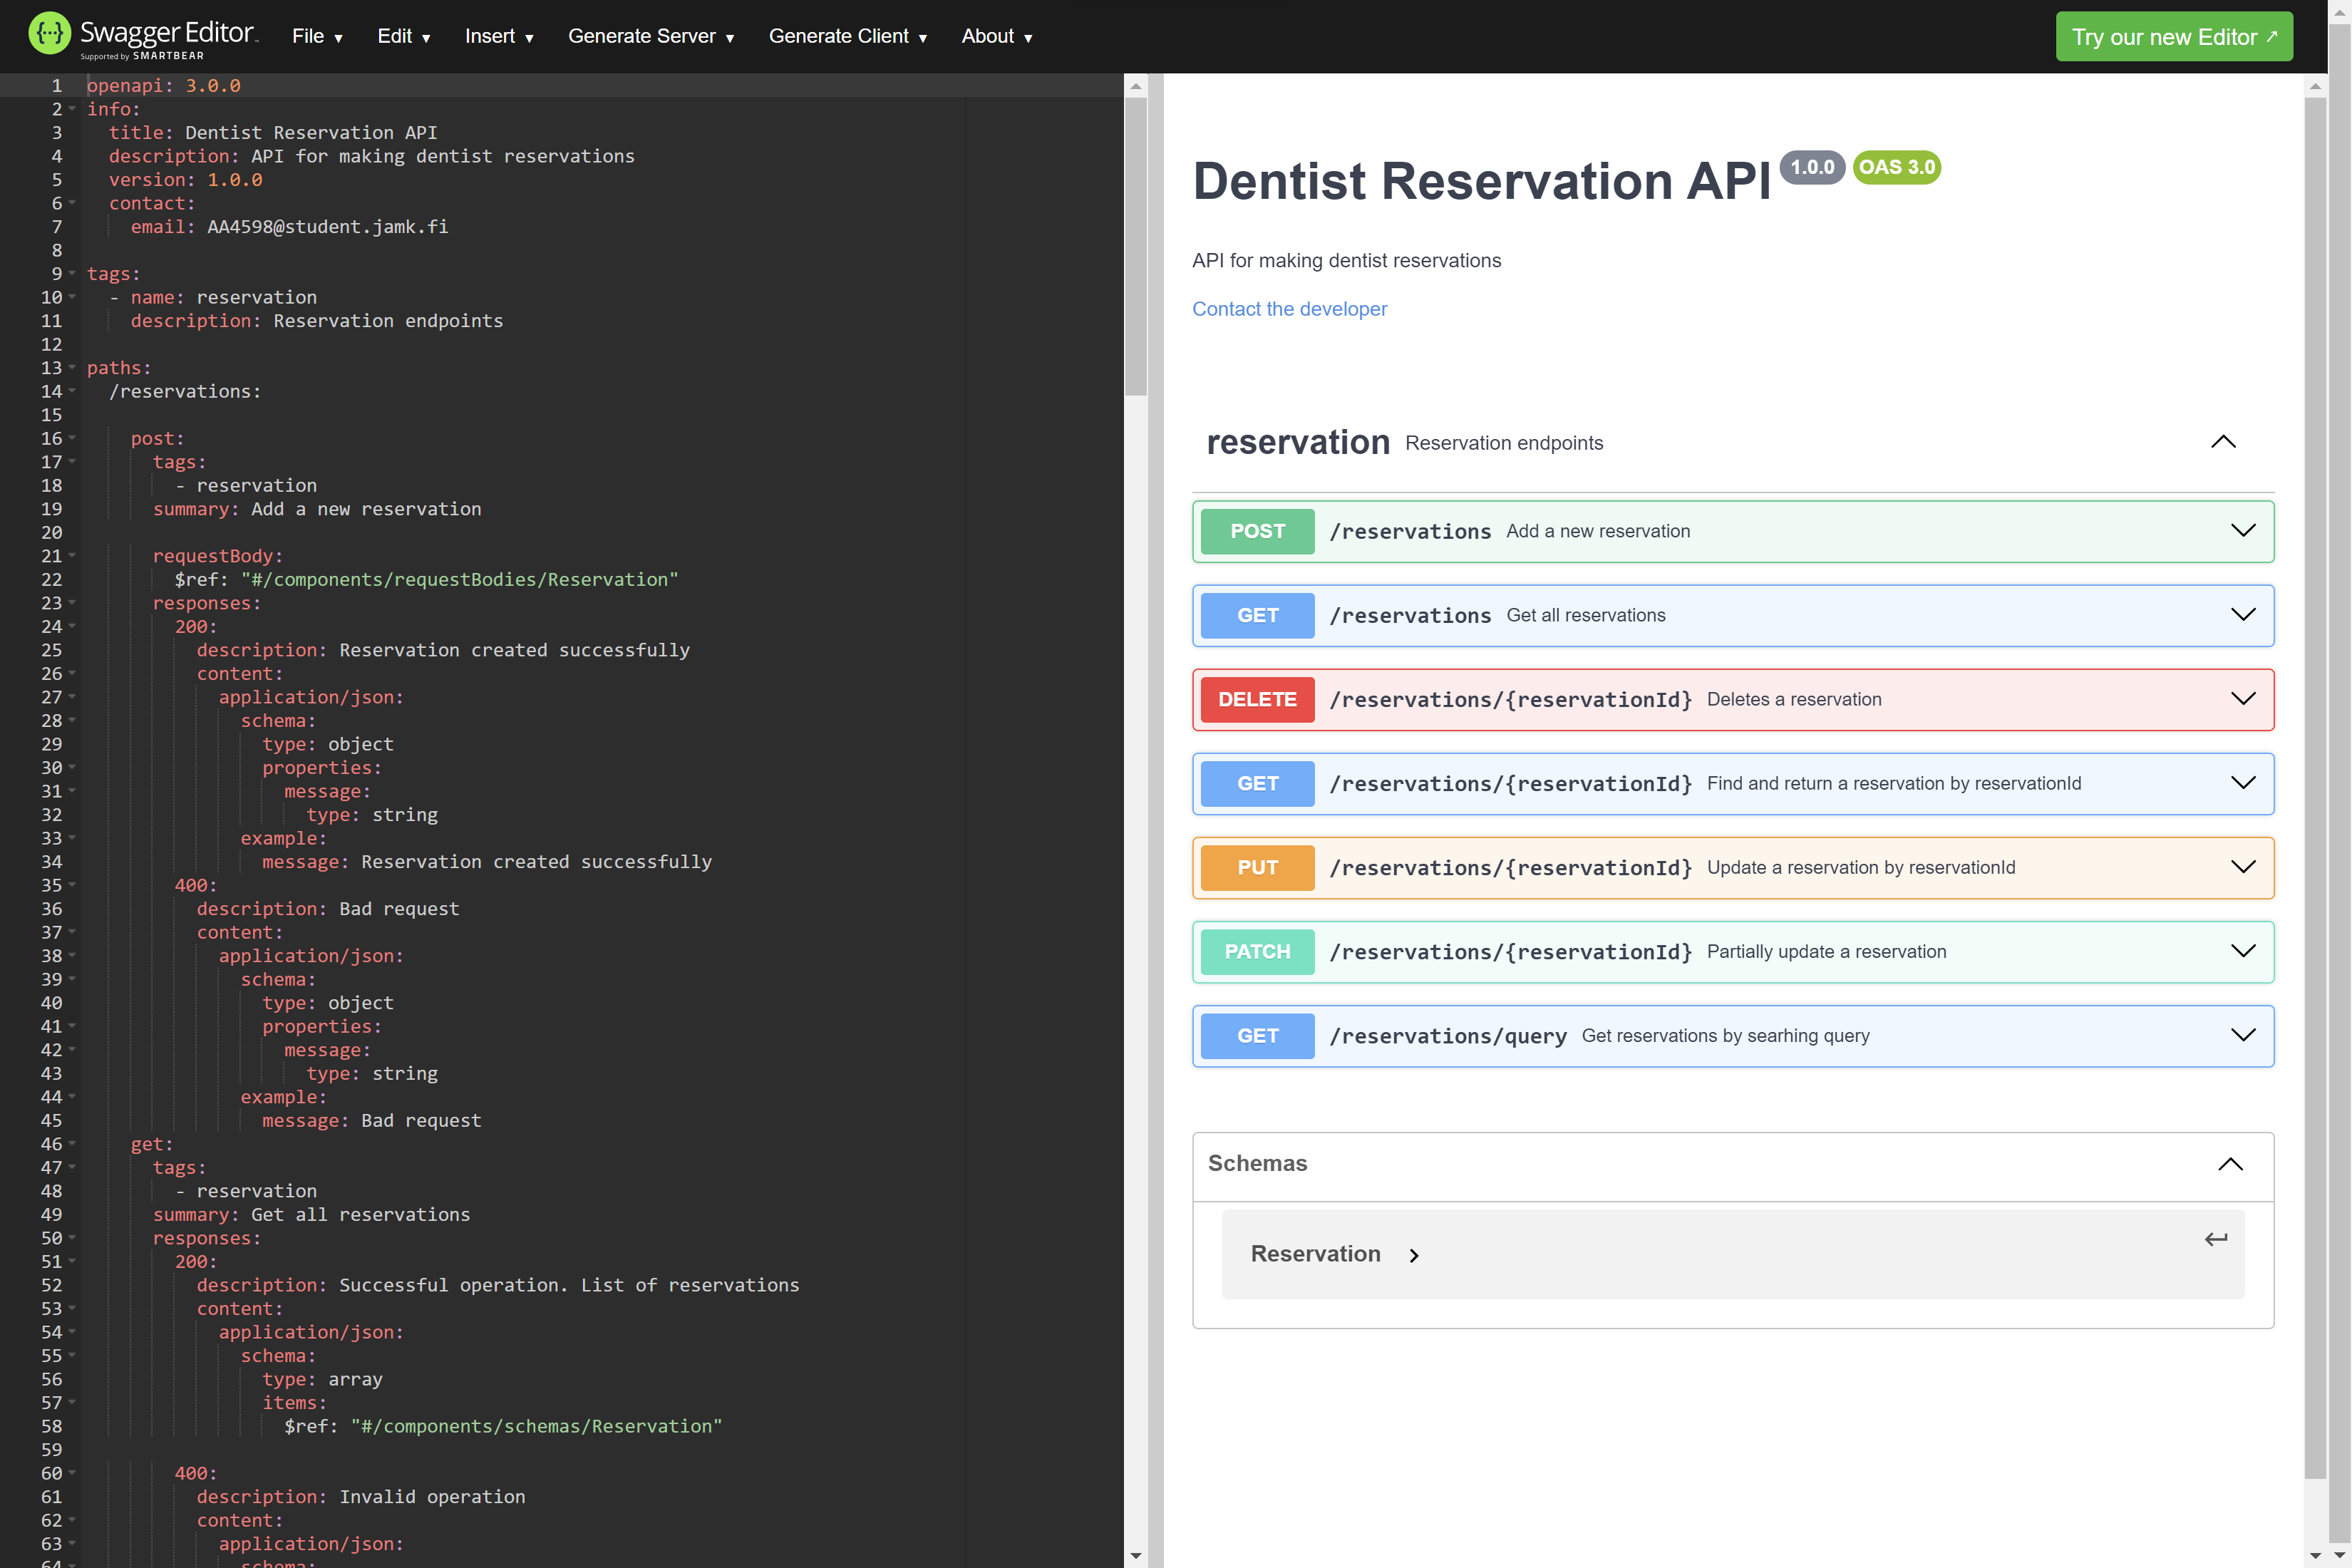 Swagger Editor
Supported by SMARTBEAR
File ▼ Edit ▼ Insert ▼ Generate Server ▼ Generate Client ▼ About ▼
Try our new Editor ↗
1 openapi: 3.0.0
2 info:
3 title: Dentist Reservation API
4 description: API for making dentist reservations
5 version: 1.0.0
6 contact:
7 email: AA4598@student.jamk.fi
8
9 tags:
10 - name: reservation
11 description: Reservation endpoints
12
13 paths:
14 /reservations:
15
16 post:
17 tags:
18 - reservation
19 summary: Add a new reservation
20
21 requestBody:
22 $ref: "#/components/requestBodies/Reservation"
23 responses:
24 200:
25 description: Reservation created successfully
26 content:
27 application/json:
28 schema:
29 type: object
30 properties:
31 message:
32 type: string
33 example:
34 message: Reservation created successfully
35 400:
36 description: Bad request
37 content:
38 application/json:
39 schema:
40 type: object
41 properties:
42 message:
43 type: string
44 example:
45 message: Bad request
46 get:
47 tags:
48 - reservation
49 summary: Get all reservations
50 responses:
51 200:
52 description: Successful operation. List of reservations
53 content:
54 application/json:
55 schema:
56 type: array
57 items:
58 $ref: "#/components/schemas/Reservation"
59
60 400:
61 description: Invalid operation
62 content:
63 application/json:
64 schema:
Dentist Reservation API 1.0.0 OAS 3.0
API for making dentist reservations
Contact the developer
reservation Reservation endpoints
POST /reservations Add a new reservation
GET /reservations Get all reservations
DELETE /reservations/{reservationId} Deletes a reservation
GET /reservations/{reservationId} Find and return a reservation by reservationId
PUT /reservations/{reservationId} Update a reservation by reservationId
PATCH /reservations/{reservationId} Partially update a reservation
GET /reservations/query Get reservations by searhing query
Schemas
Reservation